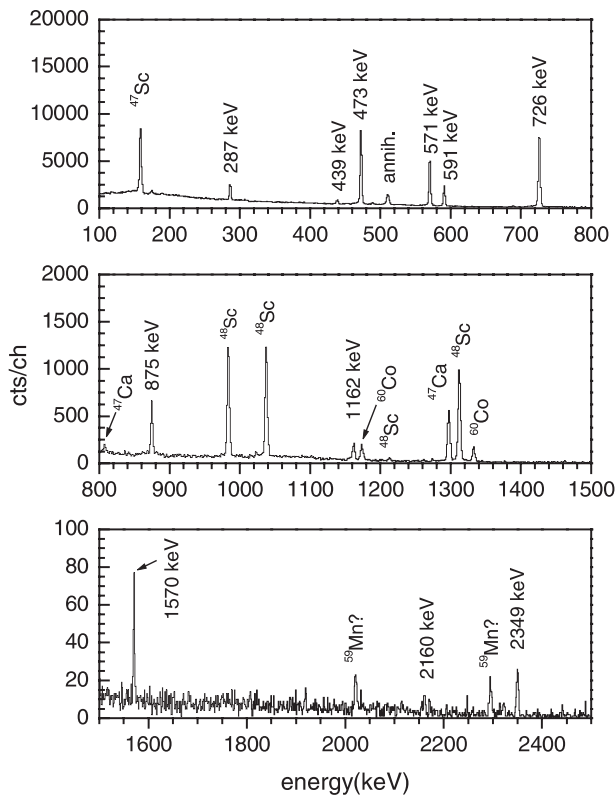 20000
15000
10000
5000
0
⁴⁷Sc
287 keV
439 keV
473 keV
annih.
571 keV
591 keV
726 keV
100 200 300 400 500 600 700 800
2000
1500
1000
500
0
cts/ch
⁴⁷Ca
875 keV
⁴⁸Sc
⁴⁸Sc
1162 keV
⁶⁰Co
⁴⁸Sc
⁴⁷Ca
⁴⁸Sc
⁶⁰Co
800 900 1000 1100 1200 1300 1400 1500
100
80
60
40
20
0
1570 keV
⁵⁹Mn?
2160 keV
⁵⁹Mn?
2349 keV
1600 1800 2000 2200 2400
energy(keV)